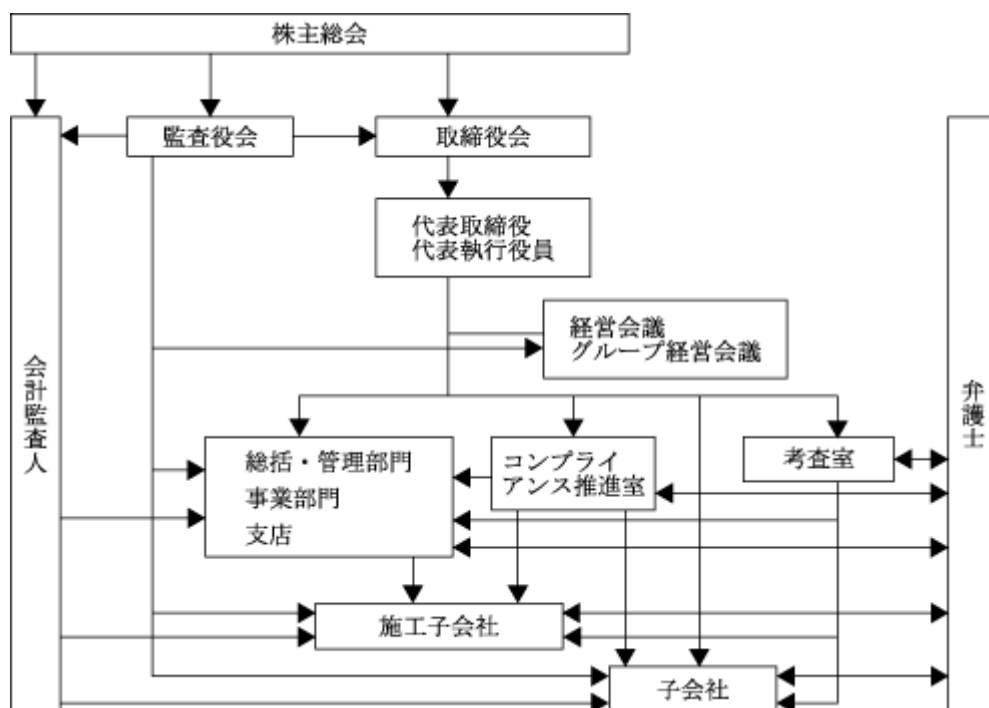 株主総会
監査役会
取締役会
代表取締役
代表執行役員
経営会議
グループ経営会議
会計監査人
弁護士
総括・管理部門
事業部門
支店
コンプライ
アンス推進室
考査室
施工子会社
子会社